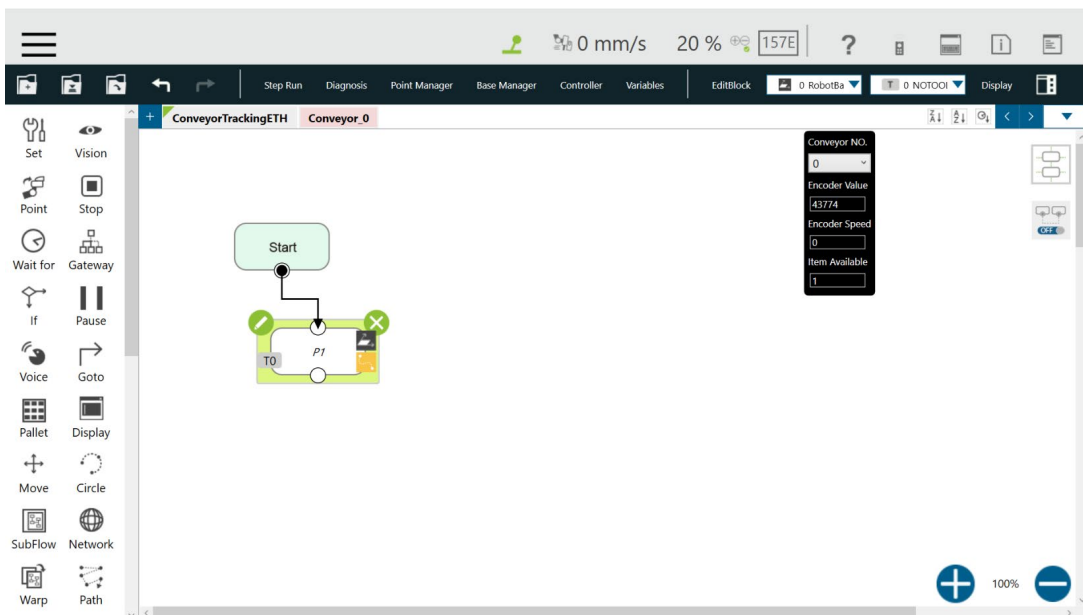 0 mm/s 20 % 157E ? i
Step Run Diagnosis Point Manager Base Manager Controller Variables EditBlock 0 RobotBa T 0 NOTOOI Display
+ ConveyorTrackingETH Conveyor_0
Set Vision
Point Stop
Wait for Gateway
If Pause
Voice Goto
Pallet Display
Move Circle
SubFlow Network
Warp Path
Start
T0 P1
Conveyor NO.
0
Encoder Value
43774
Encoder Speed
0
Item Available
1
OFF
100%